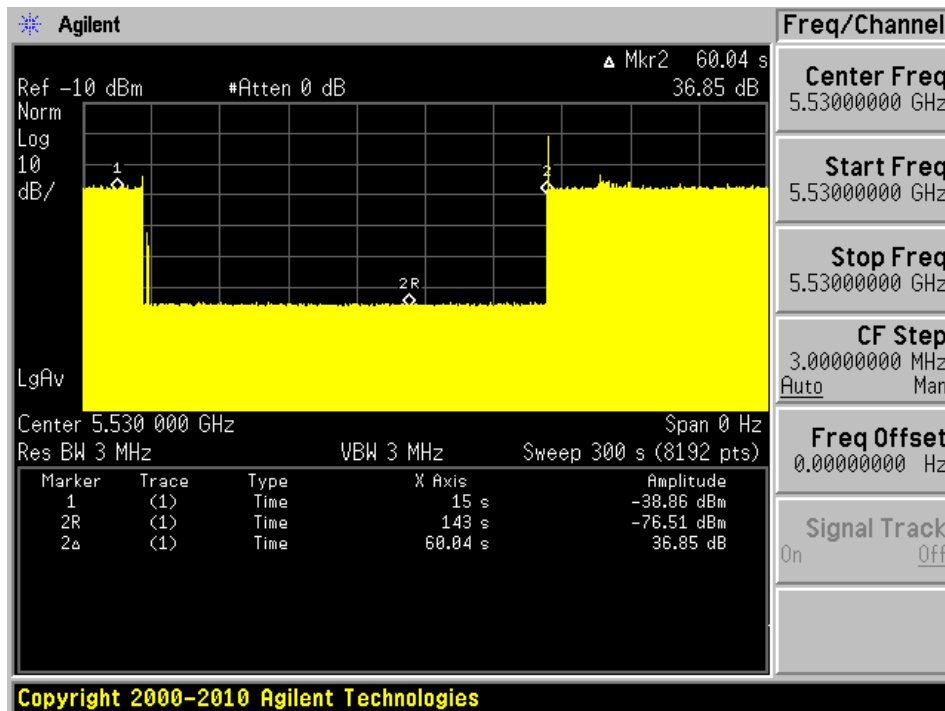 Agilent
Freq/Channel
▵ Mkr2 60.04 s
Ref -10 dBm #Atten 0 dB 36.85 dB
Norm
Log
10
dB/
1
2
2R
LgAv
Center 5.530 000 GHz Span 0 Hz
Res BW 3 MHz VBW 3 MHz Sweep 300 s (8192 pts)
Marker Trace Type X Axis Amplitude
1 (1) Time 15 s -38.86 dBm
2R (1) Time 143 s -76.51 dBm
2▵ (1) Time 60.04 s 36.85 dB
Center Freq
5.53000000 GHz
Start Freq
5.53000000 GHz
Stop Freq
5.53000000 GHz
CF Step
3.00000000 MHz
Auto Man
Freq Offset
0.00000000 Hz
Signal Track
On Off
Copyright 2000-2010 Agilent Technologies